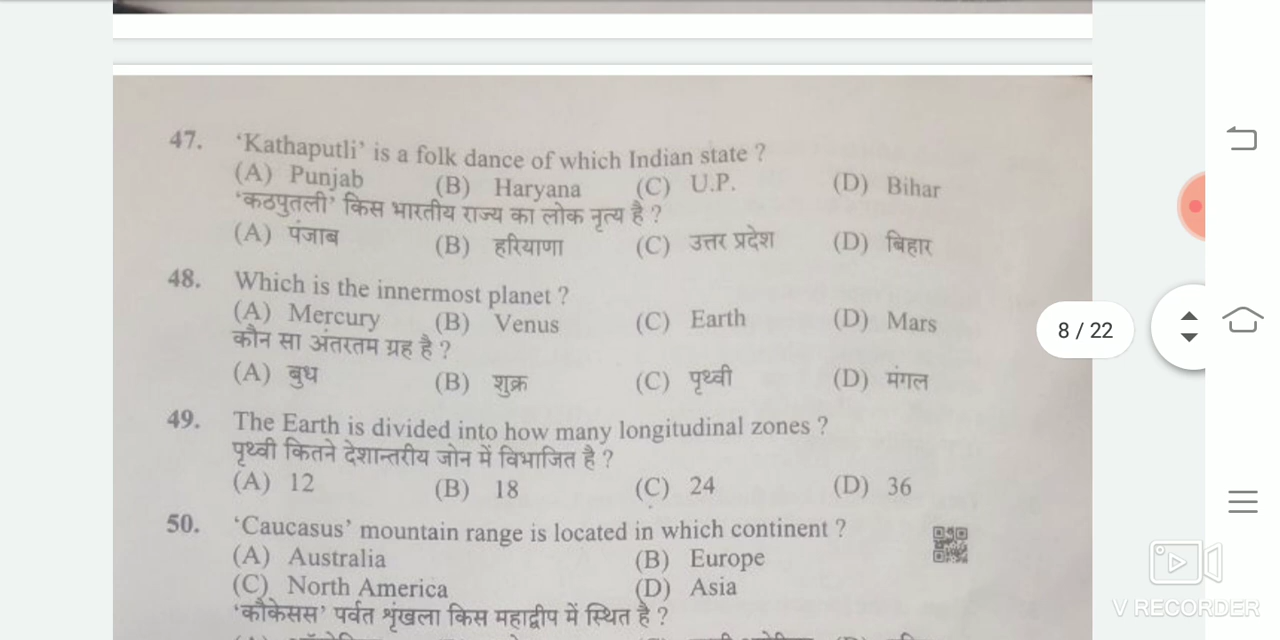 47. ‘Kathaputli’ is a folk dance of which Indian state ?
(A) Punjab (B) Haryana (C) U.P. (D) Bihar
‘कठपुतली’ किस भारतीय राज्य का लोक नृत्य है ?
(A) पंजाब (B) हरियाणा (C) उत्तर प्रदेश (D) बिहार
48. Which is the innermost planet ?
(A) Mercury (B) Venus (C) Earth (D) Mars
कौन सा अंतरतम ग्रह है ?
(A) बुध (B) शुक्र (C) पृथ्वी (D) मंगल
8 / 22
49. The Earth is divided into how many longitudinal zones ?
पृथ्वी कितने देशान्तरीय जोन में विभाजित है ?
(A) 12 (B) 18 (C) 24 (D) 36
50. ‘Caucasus’ mountain range is located in which continent ?
(A) Australia (B) Europe
(C) North America (D) Asia
‘कौकेसस’ पर्वत शृंखला किस महाद्वीप में स्थित है ?
V RECORDER